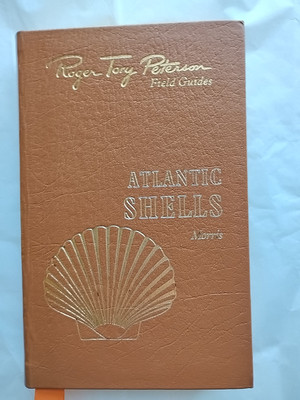 Roger Tory Peterson
Field Guides
ATLANTIC
SHELLS
Morris